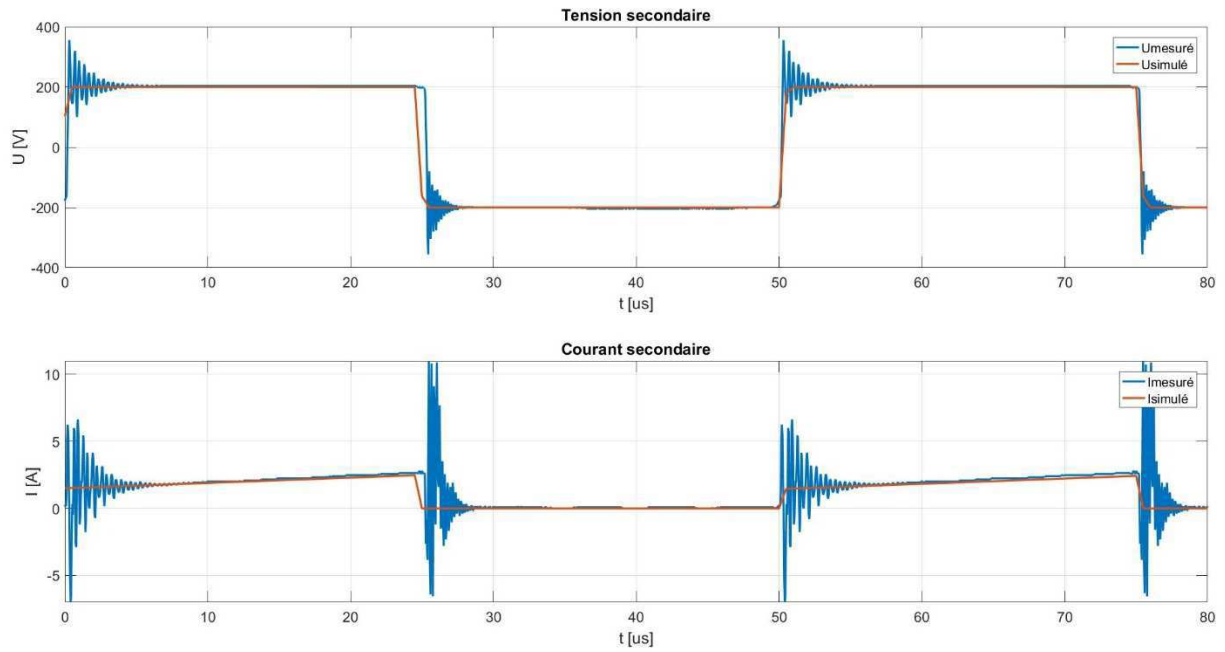 Tension secondaire
400
200
0
-200
-400
U [V]
Umesuré
Usimulé
0 10 20 30 40 50 60 70 80
t [us]
Courant secondaire
10
5
0
-5
I [A]
Imesuré
Isimulé
0 10 20 30 40 50 60 70 80
t [us]